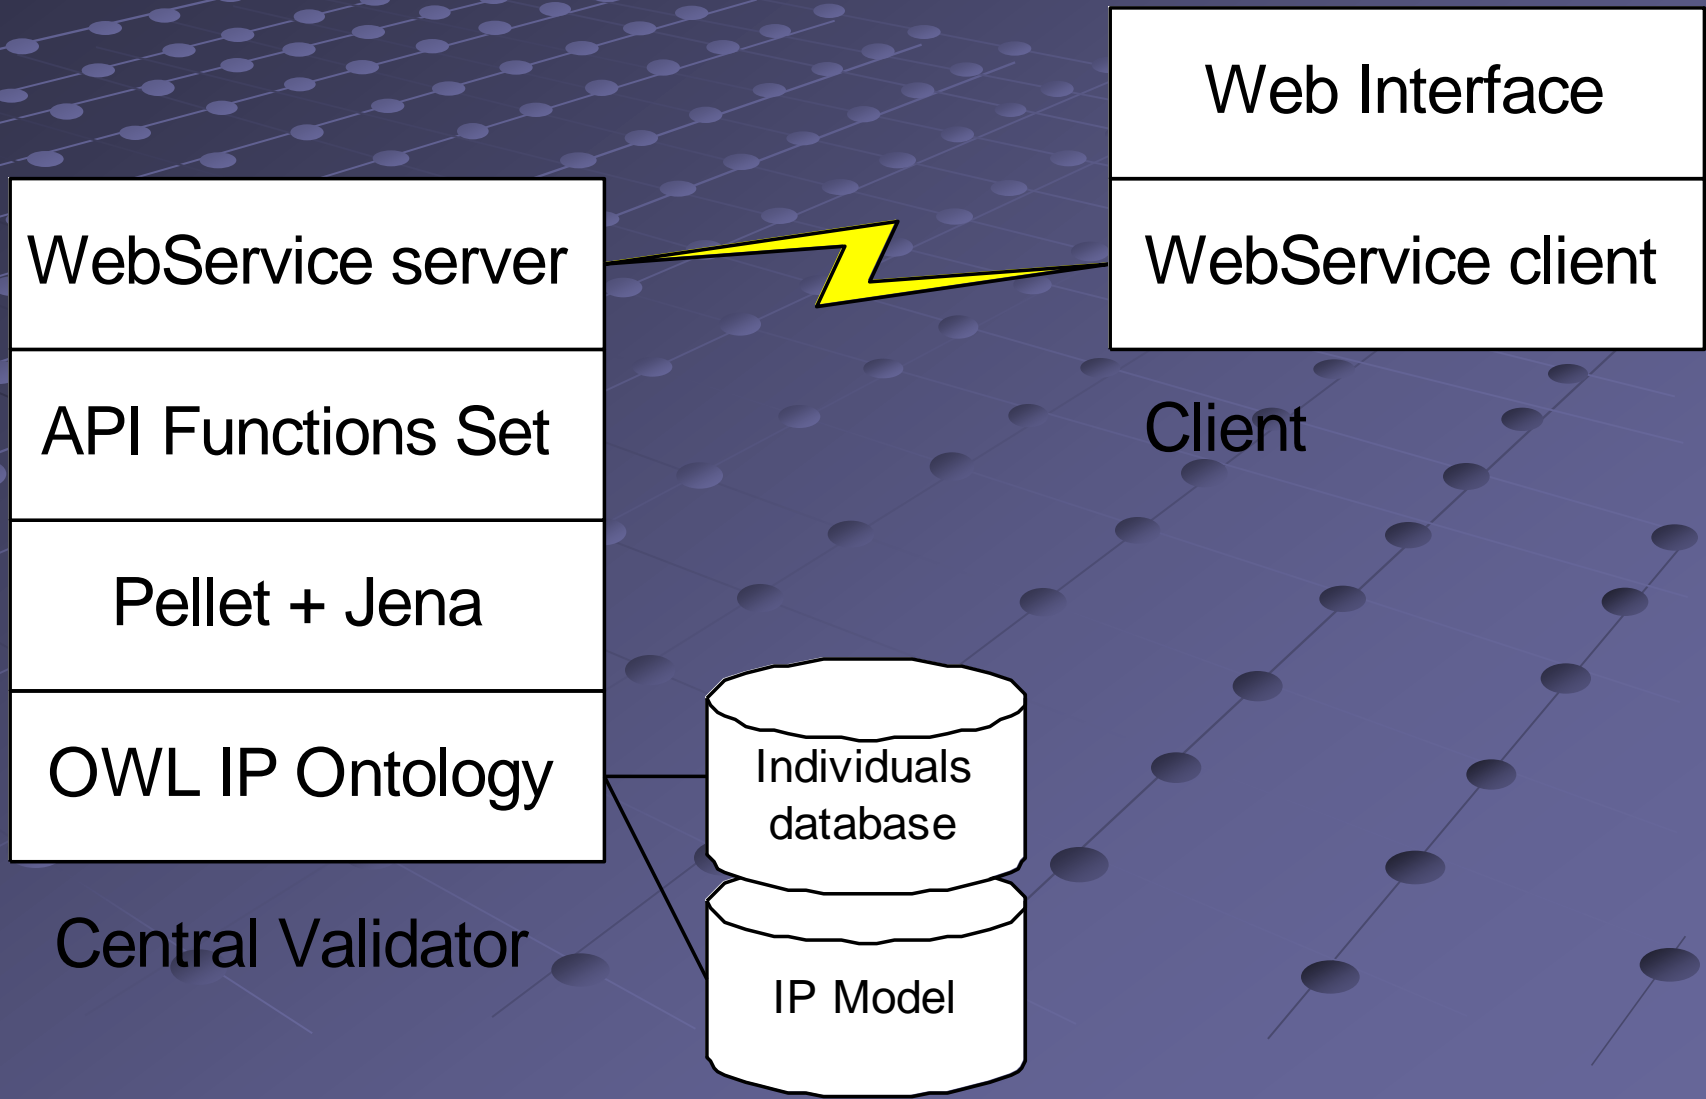 Web Interface
WebService client
Client
WebService server
API Functions Set
Pellet + Jena
OWL IP Ontology
Central Validator
Individuals
database
IP Model